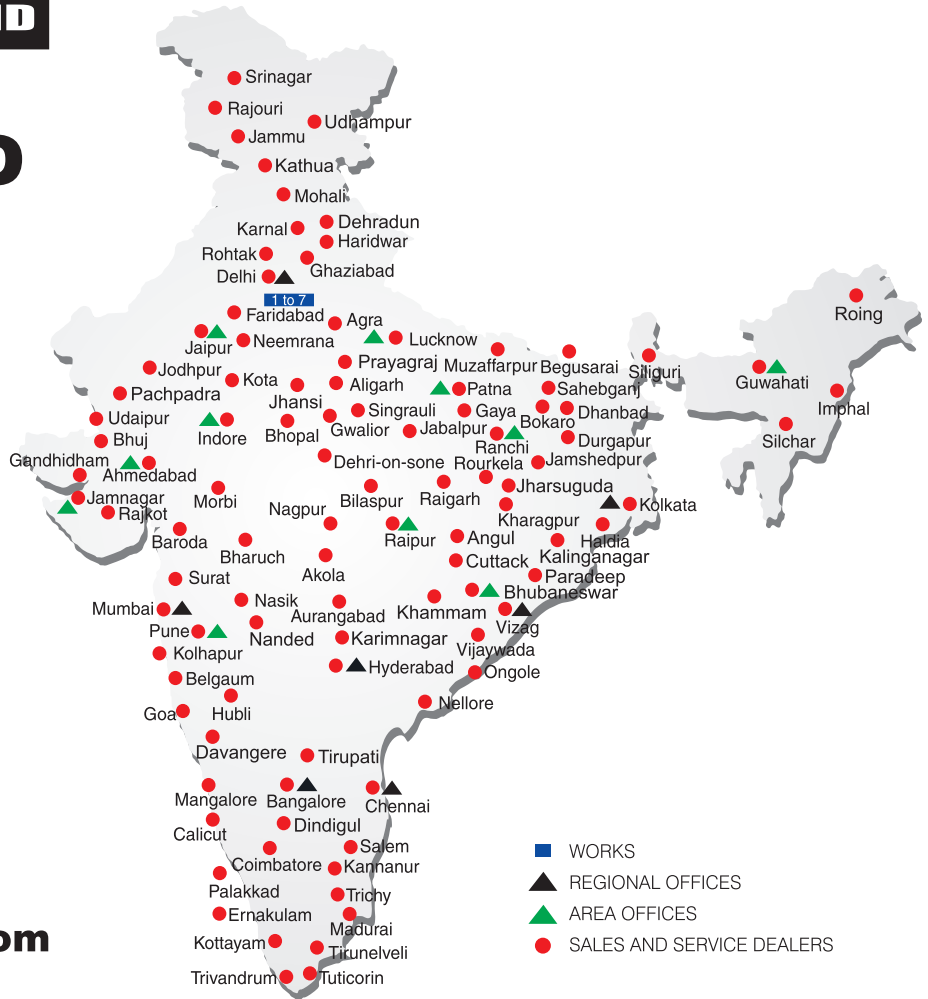 ND
Srinagar
Rajouri
Udhampur
Jammu
Kathua
Mohali
Dehradun
Karnal
Haridwar
Rohtak
Ghaziabad
Delhi
1 to 7
Faridabad
Agra
Roing
Jaipur
Neemrana
Lucknow
Prayagraj
Muzaffarpur
Begusarai
Siliguri
Guwahati
Jodhpur
Kota
Aligarh
Patna
Sahebganj
Pachpadra
Jhansi
Imphal
Udaipur
Singrauli
Gaya
Bokaro
Dhanbad
Bhuj
Indore
Bhopal
Gwalior
Jabalpur
Ranchi
Durgapur
Silchar
Gandhidham
Ahmedabad
Dehri-on-sone
Rourkela
Jamshedpur
Jamnagar
Morbi
Bilaspur
Raigarh
Jharsuguda
Rajkot
Nagpur
Kharagpur
Kolkata
Baroda
Bharuch
Raipur
Angul
Haldia
Kalinganagar
Akola
Cuttack
Surat
Paradeep
Bhubaneswar
Mumbai
Nasik
Aurangabad
Khammam
Vizag
Pune
Nanded
Karimnagar
Vijaywada
Kolhapur
Hyderabad
Ongole
Belgaum
Nellore
Goa
Hubli
Davangere
Tirupati
Mangalore
Bangalore
Chennai
Calicut
Dindigul
Salem
Coimbatore
Kannanur
Palakkad
Trichy
Ernakulam
Madurai
Kottayam
Tirunelveli
Trivandrum
Tuticorin
WORKS
REGIONAL OFFICES
AREA OFFICES
SALES AND SERVICE DEALERS
om